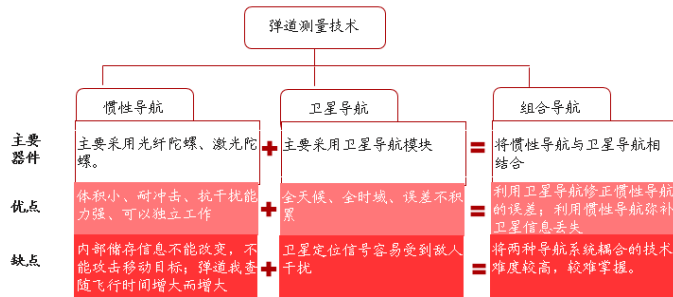 弹道测量技术
惯性导航
卫星导航
组合导航
主要
器件
主要采用光纤陀螺、激光陀
螺。
+
主要采用卫星导航模块
=
将惯性导航与卫星导航相
结合
优点
体积小、耐冲击、抗干扰能
力强、可以独立工作
+
全天候、全时域、误差不积
累
=
利用卫星导航修正惯性导航
的误差；利用惯性导航弥补
卫星信息丢失
缺点
内部储存信息不能改变，不
能攻击移动目标；弹道我查
随飞行时间增大而增大
+
卫星定位信号容易受到敌人
干扰
=
将两种导航系统耦合的技术
难度较高，较难掌握。